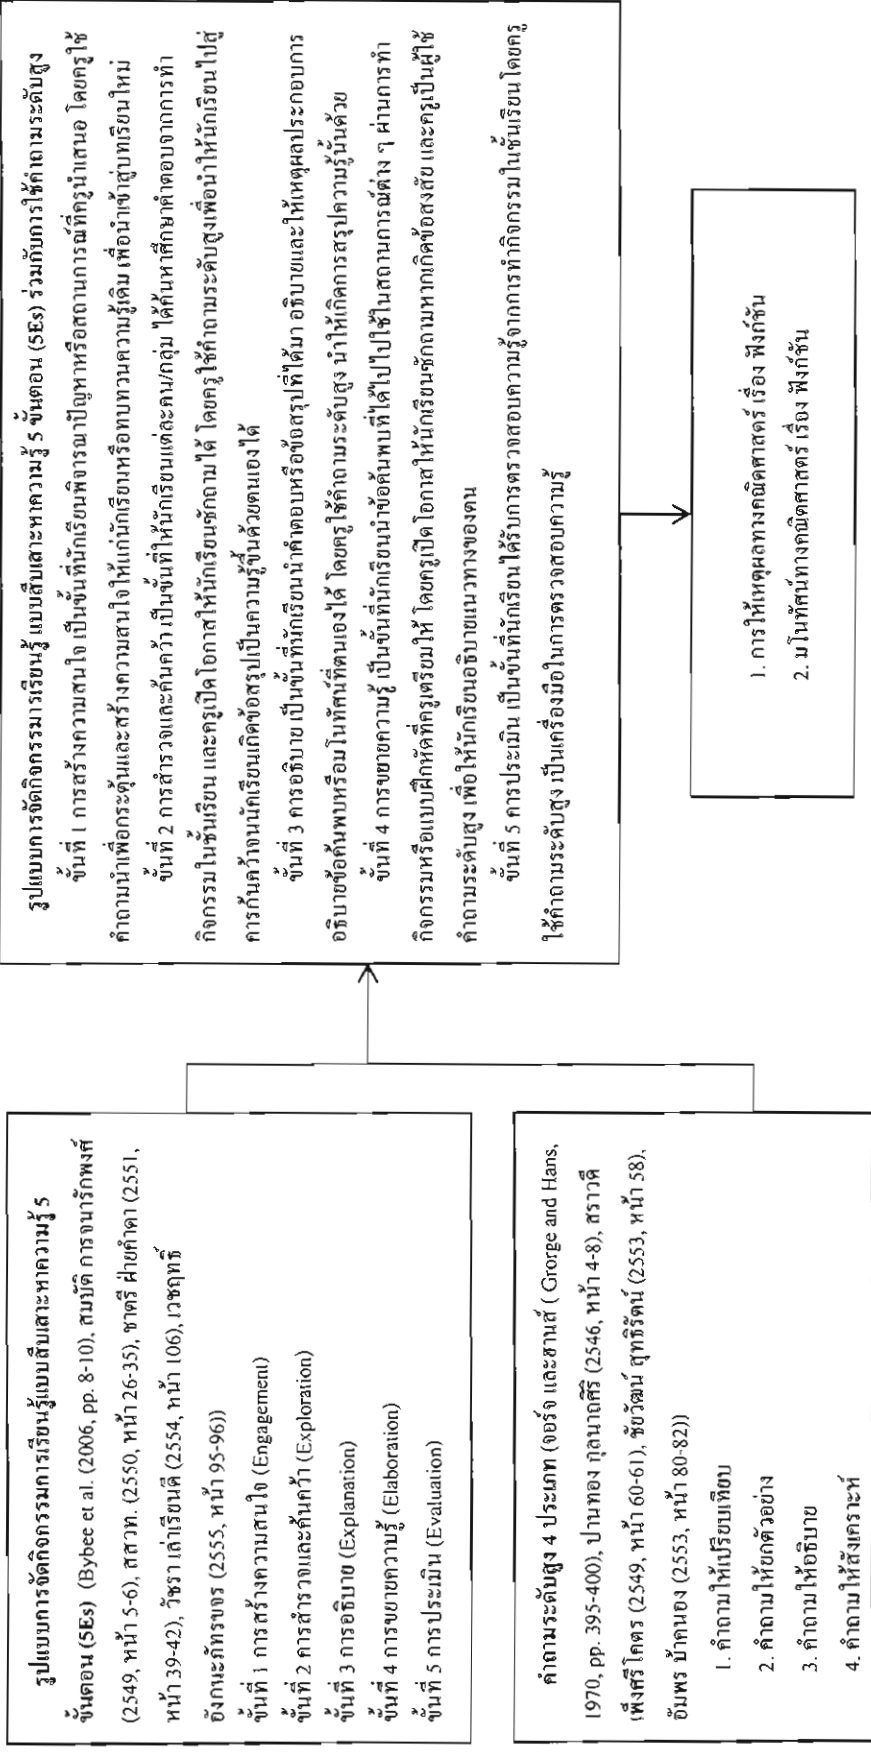 รูปแบบการจัดกิจกรรมการเรียนรู้แบบสืบเสาะหาความรู้ 5
ขั้นตอน (5Es) (Bybee et al. (2006, pp. 8-10), สมบัติ การจนารักพงค์
(2549, หน้า 5-6), สสวท. (2550, หน้า 26-35), ชาตรี ฝ่ายคำตา (2551,
หน้า 39-42), วัชรา เล่าเรียนดี (2554, หน้า 106), เวชฤทธิ์
อังกนะภัทรขจร (2555, หน้า 95-96))
ขั้นที่ 1 การสร้างความสนใจ (Engagement)
ขั้นที่ 2 การสำรวจและค้นคว้า (Exploration)
ขั้นที่ 3 การอธิบาย (Explanation)
ขั้นที่ 4 การขยายความรู้ (Elaboration)
ขั้นที่ 5 การประเมิน (Evaluation)
คำถามระดับสูง 4 ประเภท (จอร์จ และฮานส์ ( Grorge and Hans,
1970, pp. 395-400), ปานทอง กุลนาถศิริ (2546, หน้า 4-8), สราวดี
เพ็งศรีโคตร (2549, หน้า 60-61), ชัยวัฒน์ สุทธิรัตน์ (2553, หน้า 58),
อัมพร ม้าคนอง (2553, หน้า 80-82))
1. คำถามให้เปรียบเทียบ
2. คำถามให้ยกตัวอย่าง
3. คำถามให้อธิบาย
4. คำถามให้สังเคราะห์
รูปแบบการจัดกิจกรรมการเรียนรู้ แบบสืบเสาะหาความรู้ 5 ขั้นตอน (5Es) ร่วมกับการใช้คำถามระดับสูง
ขั้นที่ 1 การสร้างความสนใจ เป็นขั้นที่นักเรียนพิจารณาปัญหาหรือสถานการณ์ที่ครูนำเสนอ โดยครูใช้
คำถามนำเพื่อกระตุ้นและสร้างความสนใจให้แก่นักเรียนหรือทบทวนความรู้เดิม เพื่อนำเข้าสู่บทเรียนใหม่
ขั้นที่ 2 การสำรวจและค้นคว้า เป็นขั้นที่ให้นักเรียนแต่ละคน/กลุ่ม ได้ค้นหาศึกษาคำตอบจากการทำ
กิจกรรมในชั้นเรียน และครูเปิดโอกาสให้นักเรียนซักถามได้ โดยครูใช้คำถามระดับสูงเพื่อนำให้นักเรียนไปสู่
การค้นคว้าจนนักเรียนเกิดข้อสรุปเป็นความรู้ขึ้นด้วยตนเองได้
ขั้นที่ 3 การอธิบาย เป็นขั้นที่นักเรียนนำคำตอบหรือข้อสรุปที่ได้มา อธิบายและให้เหตุผลประกอบการ
อธิบายข้อค้นพบหรือมโนทัศน์ที่ตนเองได้ โดยครูใช้คำถามระดับสูง นำให้เกิดการสรุปความรู้นั้นด้วย
ขั้นที่ 4 การขยายความรู้ เป็นขั้นที่นักเรียนนำข้อค้นพบที่ได้ไปใช้ในสถานการณ์ต่าง ๆ ผ่านการทำ
กิจกรรมหรือแบบฝึกหัดที่ครูเตรียมให้ โดยครูเปิดโอกาสให้นักเรียนซักถามหากเกิดข้อสงสัย และครูเป็นผู้ใช้
คำถามระดับสูง เพื่อให้นักเรียนอธิบายแนวทางของตน
ขั้นที่ 5 การประเมิน เป็นขั้นที่นักเรียนได้รับการตรวจสอบความรู้จากการทำกิจกรรมในชั้นเรียนโดยครู
ใช้คำถามระดับสูง เป็นเครื่องมือในการตรวจสอบความรู้
1. การให้เหตุผลทางคณิตศาสตร์ เรื่อง ฟังก์ชัน
2. มโนทัศน์ทางคณิตศาสตร์ เรื่อง ฟังก์ชัน